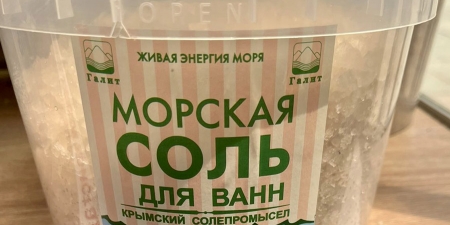 OPEN
ЖИВАЯ ЭНЕРГИЯ МОРЯ
Галит
Галит
МОРСКАЯ
СОЛЬ
ДЛЯ ВАНН
КРЫМСКИЙ СОЛЕПРОМЫСЕЛ